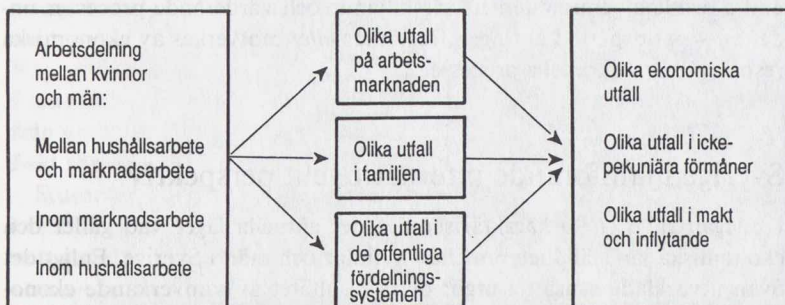 Arbetsdelning
mellan kvinnor
och män:
Mellan hushållsarbete
och marknadsarbete
Inom marknadsarbete
Inom hushållsarbete
Olika utfall
på arbets-
marknaden
Olika utfall
i familjen
Olika utfall i
de offentliga
fördelnings-
systemen
Olika ekonomiska
utfall
Olika utfall i icke-
pekuniära förmåner
Olika utfall i makt
och inflytande